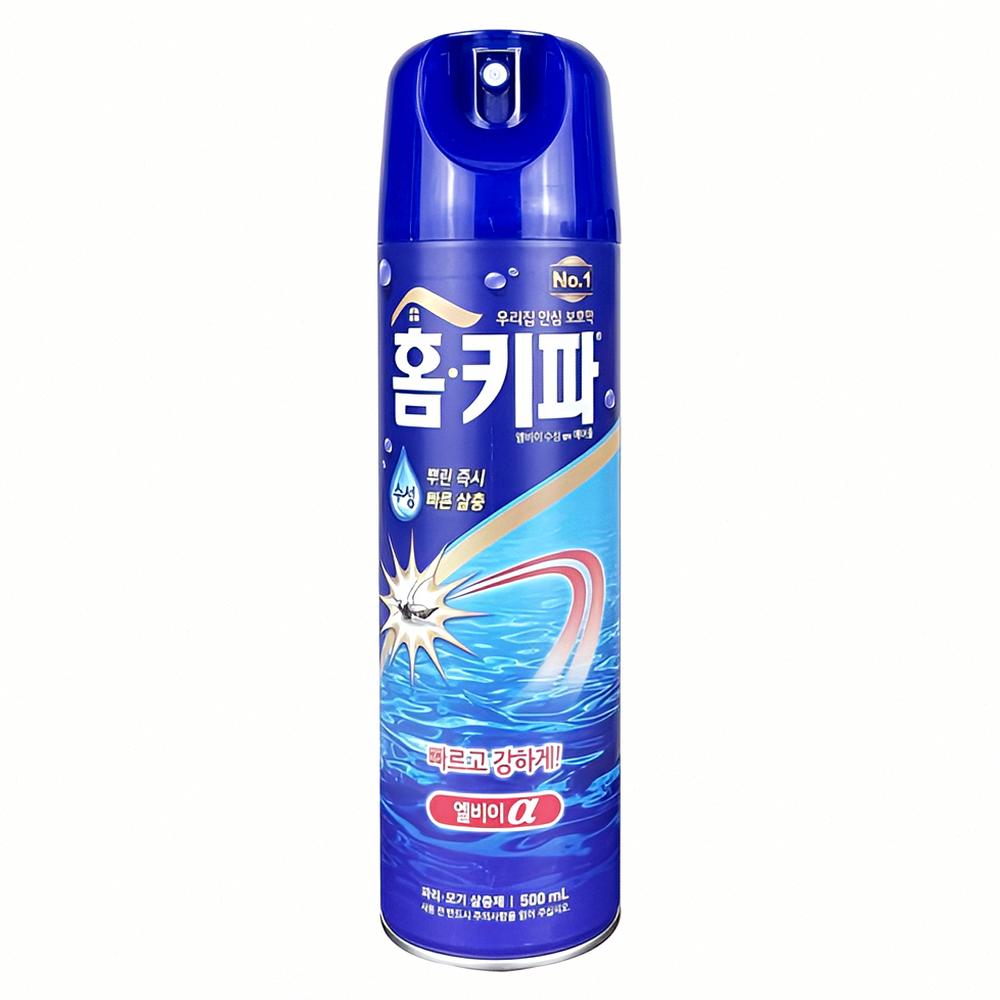 No.1
우리집 안심 보호막
홈·키파
엘비이 수성 에어졸
수성
뿌린 즉시
빠른 살충
빠르고 강하게!
엘비이 α
파리·모기 살충제 | 500 mL
사용 전 반드시 주의사항을 읽어 주십시오.